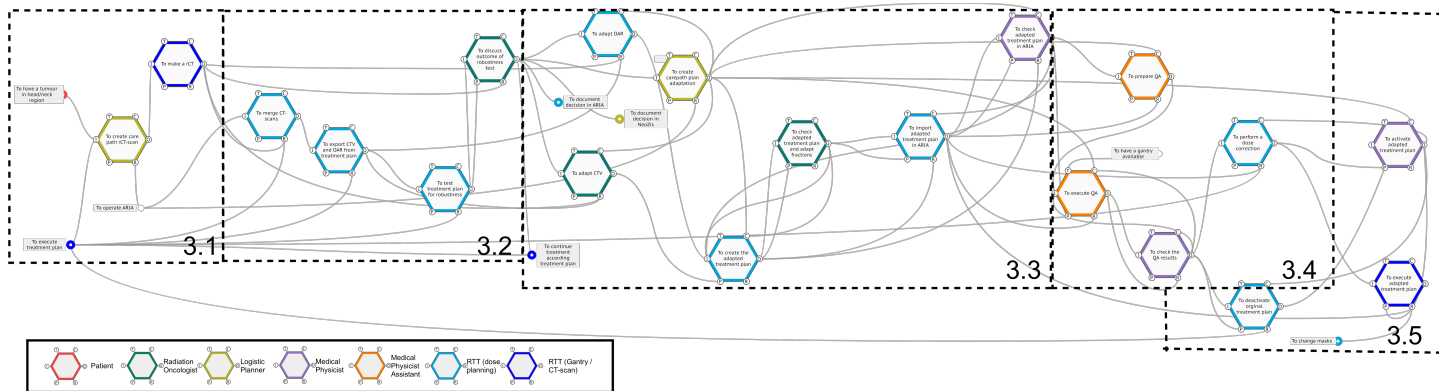 To have a tumour
in head/neck
region
To create care
path rCT-scan
To make a rCT
To operate ARIA
To execute
treatment plan
3.1
To merge CT-
scans
To export CTV
and OAR from
treatment plan
To test
treatment plan
for robustness
To discuss
outcome of
robustness
test
3.2
To adapt OAR
To document
decision in ARIA
To document
decision in
NeoZis
To adapt CTV
To continue
treatment
according
treatment plan
To create
carepath plan
adaptation
To create the
adapted
treatment plan
To check
adapted
treatment plan
and adapt
fractions
To import
adapted
treatment plan
in ARIA
To check
adapted
treatment plan
in ARIA
3.3
To prepare QA
To have a gantry
available
To execute QA
To check the
QA results
To perform a
dose
correction
3.4
To deactivate
orginal
treatment plan
To activate
adapted
treatment plan
To execute
adapted
treatment plan
To change masks
3.5
Patient
Radiation
Oncologist
Logistic
Planner
Medical
Physicist
Medical
Physicist
Assistant
RTT (dose
planning)
RTT (Gantry /
CT-scan)